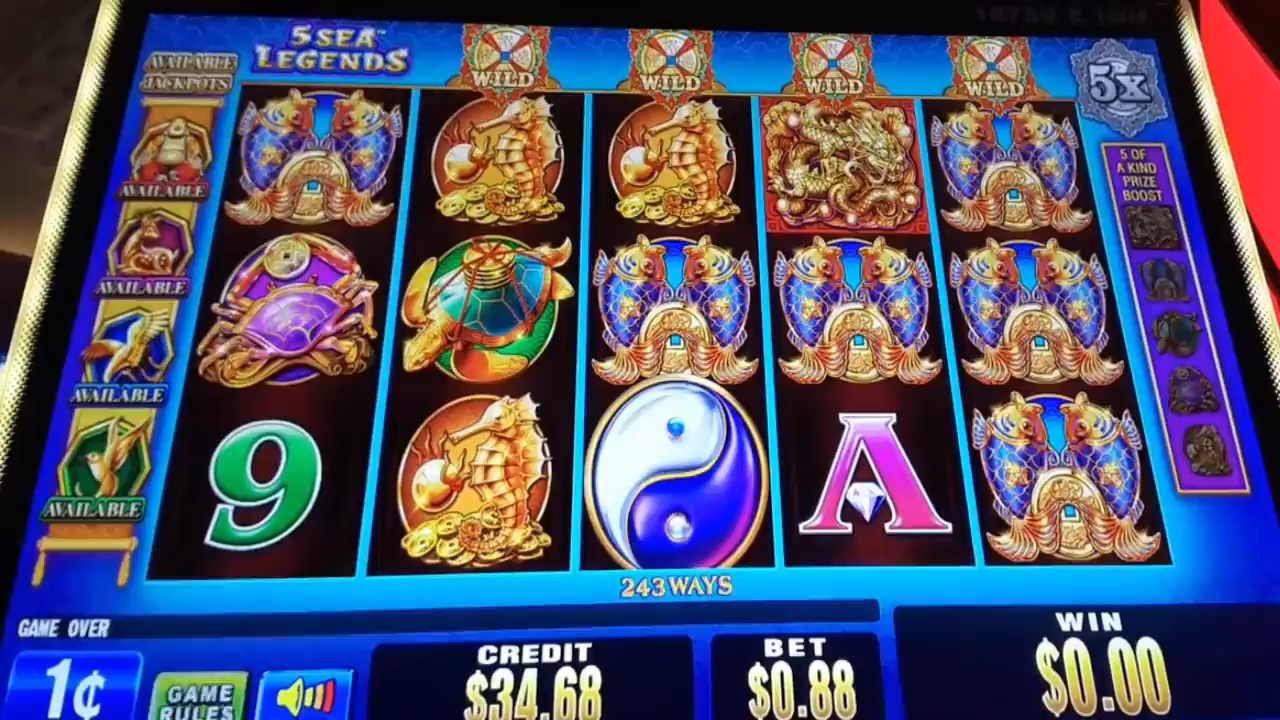 5 SEA™
LEGENDS
AVAILABLE
JACKPOTS
WILD
WILD
WILD
WILD
5X
5 OF
A KIND
PRIZE
BOOST
AVAILABLE
AVAILABLE
AVAILABLE
AVAILABLE
9
A
243 WAYS
GAME OVER
1¢
GAME
RULES
CREDIT
$34.68
BET
$0.88
WIN
$0.00